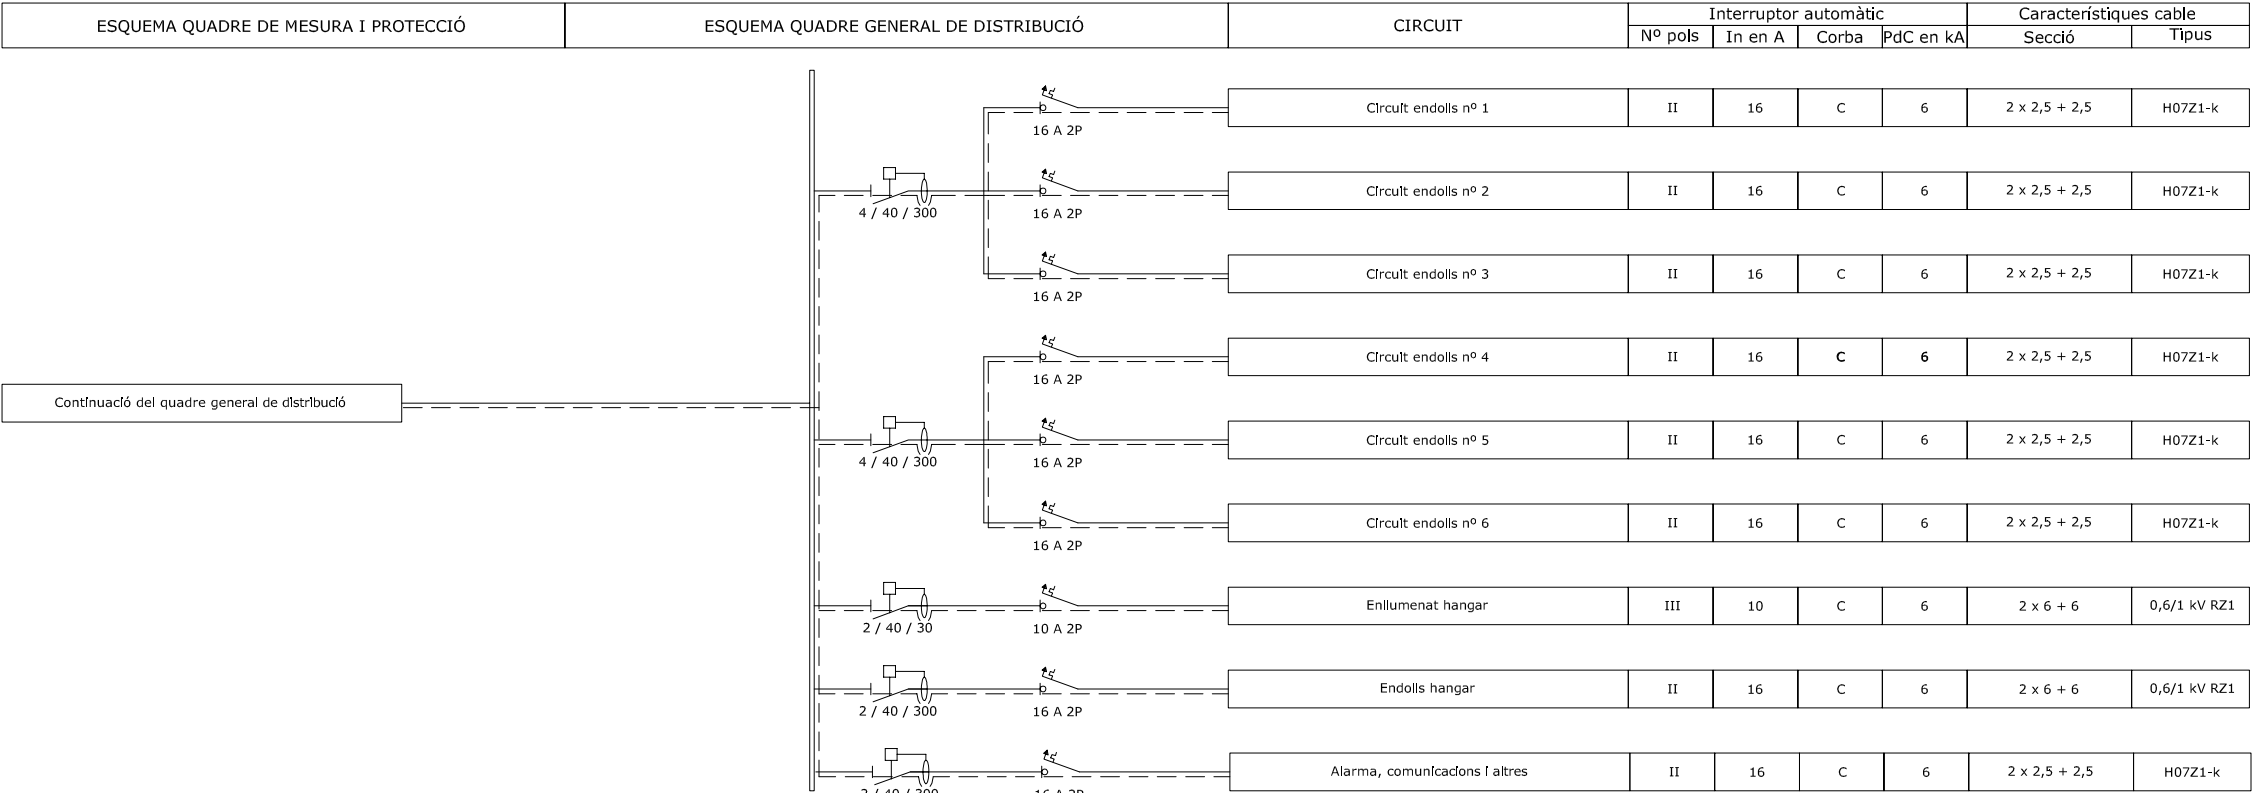 ESQUEMA QUADRE DE MESURA I PROTECCIÓ
ESQUEMA QUADRE GENERAL DE DISTRIBUCIÓ
CIRCUIT
Interruptor automàtic
Característiques cable
Nº pols
In en A
Corba
PdC en kA
Secció
Tipus
Circuit endolls nº 1
II
16
C
6
2 x 2,5 + 2,5
H07Z1-k
16 A 2P
4 / 40 / 300
Circuit endolls nº 2
II
16
C
6
2 x 2,5 + 2,5
H07Z1-k
16 A 2P
Circuit endolls nº 3
II
16
C
6
2 x 2,5 + 2,5
H07Z1-k
16 A 2P
Circuit endolls nº 4
II
16
C
6
2 x 2,5 + 2,5
H07Z1-k
16 A 2P
Continuació del quadre general de distribució
4 / 40 / 300
Circuit endolls nº 5
II
16
C
6
2 x 2,5 + 2,5
H07Z1-k
16 A 2P
Circuit endolls nº 6
II
16
C
6
2 x 2,5 + 2,5
H07Z1-k
16 A 2P
Enllumenat hangar
III
10
C
6
2 x 6 + 6
0,6/1 kV RZ1
2 / 40 / 30
10 A 2P
Endolls hangar
II
16
C
6
2 x 6 + 6
0,6/1 kV RZ1
2 / 40 / 300
16 A 2P
Alarma, comunicacions i altres
II
16
C
6
2 x 2,5 + 2,5
H07Z1-k
2 / 40 / 300
16 A 2P